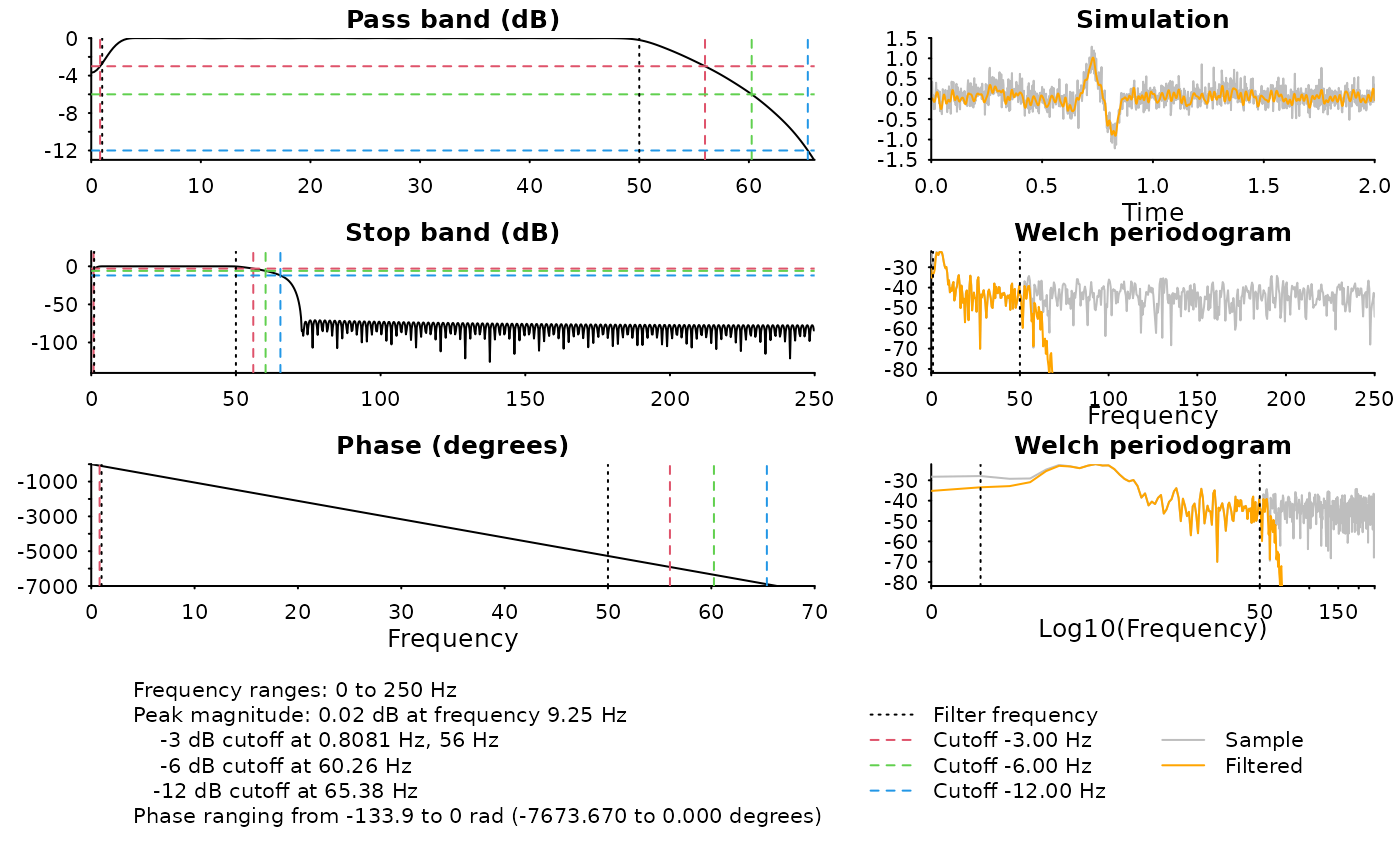 Pass band (dB)
0
-4
-8
-12
0 10 20 30 40 50 60
Simulation
1.5
1.0
0.5
0.0
-0.5
-1.0
-1.5
0.0 0.5 1.0 1.5 2.0
Time
Stop band (dB)
0
-50
-100
0 50 100 150 200 250
Welch periodogram
-30
-40
-50
-60
-70
-80
0 50 100 150 200 250
Frequency
Phase (degrees)
-1000
-3000
-5000
-7000
0 10 20 30 40 50 60 70
Frequency
Welch periodogram
-30
-40
-50
-60
-70
-80
0 50 150
Log10(Frequency)
Frequency ranges: 0 to 250 Hz
Peak magnitude: 0.02 dB at frequency 9.25 Hz
-3 dB cutoff at 0.8081 Hz, 56 Hz
-6 dB cutoff at 60.26 Hz
-12 dB cutoff at 65.38 Hz
Phase ranging from -133.9 to 0 rad (-7673.670 to 0.000 degrees)
Filter frequency
Cutoff -3.00 Hz
Cutoff -6.00 Hz
Cutoff -12.00 Hz
Sample
Filtered